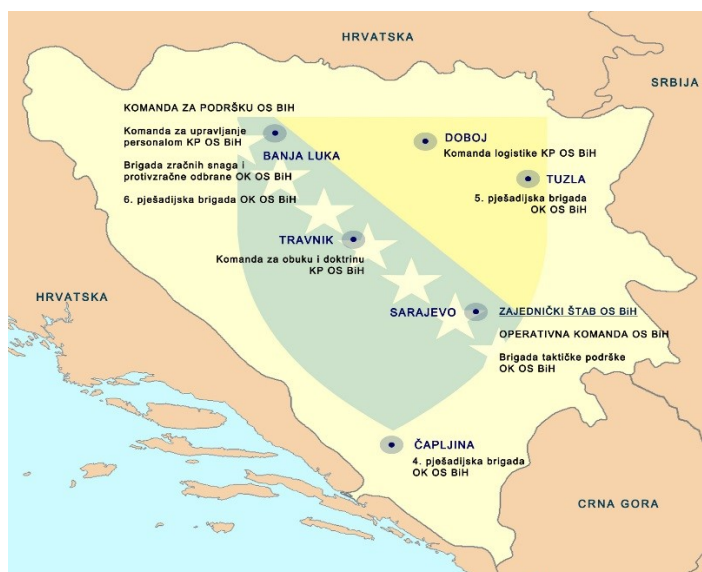 HRVATSKA
SRBIJA
KOMANDA ZA PODRŠKU OS BIH
Komanda za upravljanje
personalom KP OS BiH
BANJA LUKA
Brigada zračnih snaga i
protivzračne odbrane OK OS BiH
6. pješadijska brigada OK OS BiH
DOBOJ
Komanda logistike KP OS BiH
TUZLA
5. pješadijska brigada
OK OS BiH
TRAVNIK
Komanda za obuku i doktrinu
KP OS BiH
HRVATSKA
SARAJEVO
ZAJEDNIČKI ŠTAB OS BiH
OPERATIVNA KOMANDA OS BiH
Brigada taktičke podrške
OK OS BiH
ČAPLJINA
4. pješadijska brigada
OK OS BiH
CRNA GORA